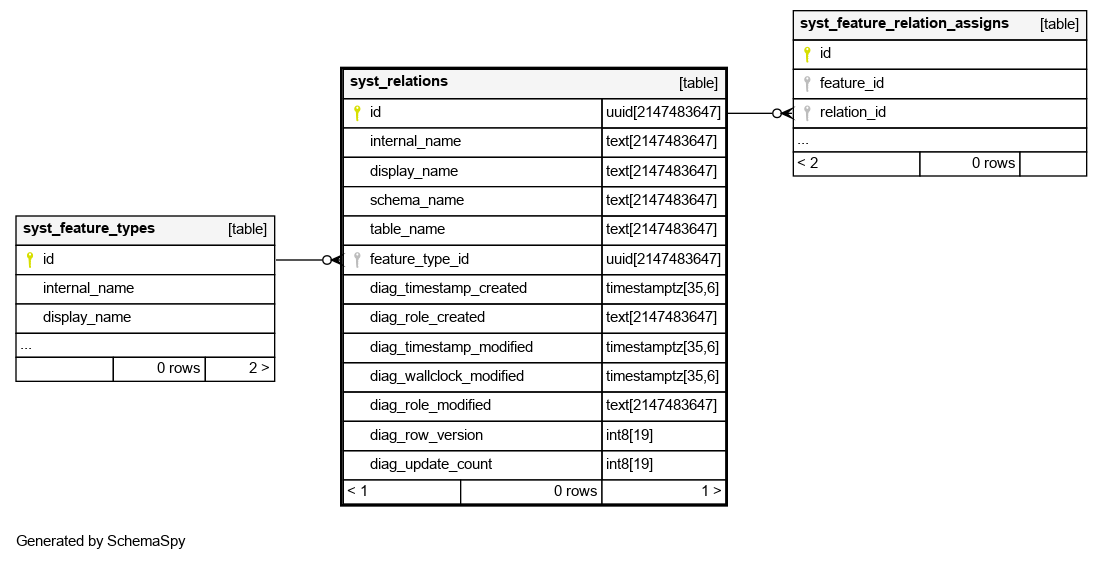 syst_feature_relation_assigns [table]
id
feature_id
relation_id
...
< 2 0 rows
syst_relations [table]
id uuid[2147483647]
internal_name text[2147483647]
display_name text[2147483647]
schema_name text[2147483647]
table_name text[2147483647]
feature_type_id uuid[2147483647]
diag_timestamp_created timestamptz[35,6]
diag_role_created text[2147483647]
diag_timestamp_modified timestamptz[35,6]
diag_wallclock_modified timestamptz[35,6]
diag_role_modified text[2147483647]
diag_row_version int8[19]
diag_update_count int8[19]
< 1 0 rows 1 >
syst_feature_types [table]
id
internal_name
display_name
...
0 rows 2 >
Generated by SchemaSpy